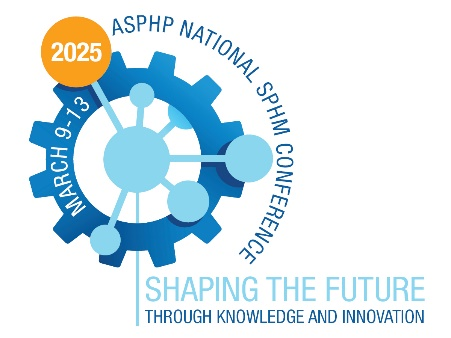 2025
ASPHP NATIONAL SPHM CONFERENCE
MARCH 9-13
SHAPING THE FUTURE
THROUGH KNOWLEDGE AND INNOVATION